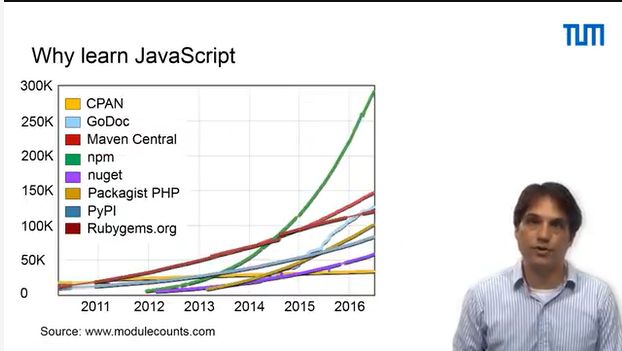 TUM
Why learn JavaScript
300K
250K
200K
150K
100K
50K
0
CPAN
GoDoc
Maven Central
npm
nuget
Packagist PHP
PyPI
Rubygems.org
2011 2012 2013 2014 2015 2016
Source: www.modulecounts.com